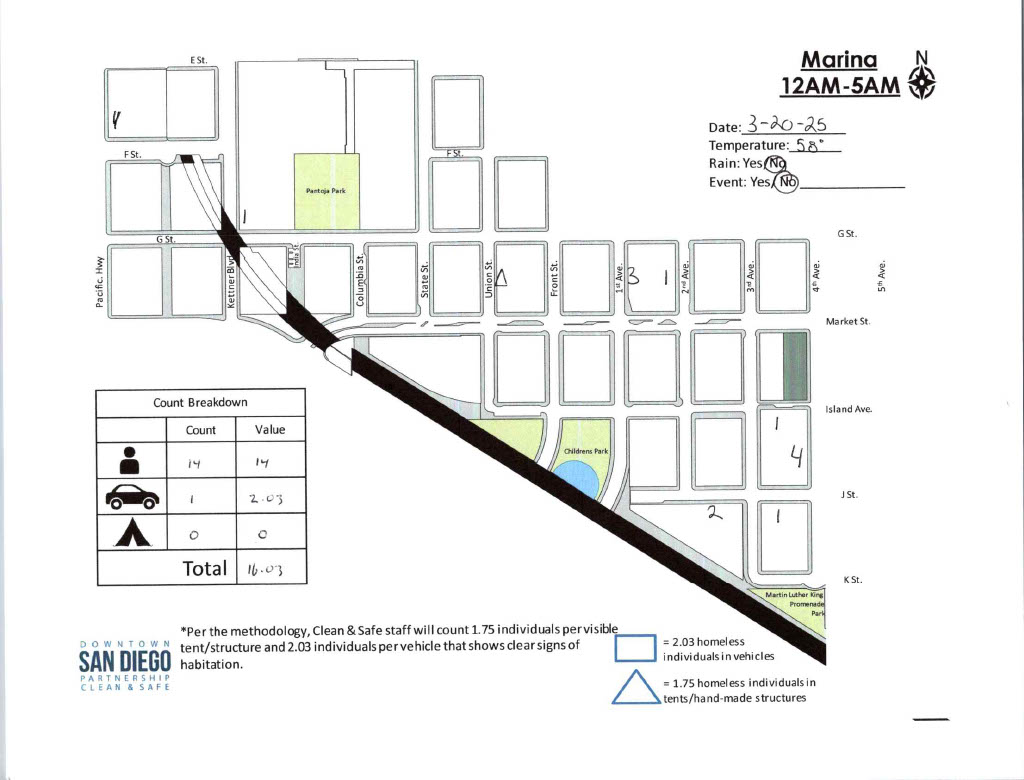 Marina
12AM-5AM
N
Date: 3-20-25
Temperature: 58°
Rain: Yes/No
Event: Yes/No
E St.
F St.
F St.
Pantoja Park
1
G St.
G St.
Pacific. Hwy
Kettner Blvd
India St.
Columbia St.
State St.
Union St.
Front St.
1st Ave.
3 1
2nd Ave.
3rd Ave.
4th Ave.
5th Ave.
Market St.
Island Ave.
Childrens Park
1
4
J St.
2
1
K St.
Martin Luther King
Promenade
Park
Count Breakdown
Count Value
14 14
1 2.03
0 0
Total 16.03
*Per the methodology, Clean & Safe staff will count 1.75 individuals per visible
tent/structure and 2.03 individuals per vehicle that shows clear signs of
habitation.
= 2.03 homeless
individuals in vehicles
= 1.75 homeless individuals in
tents/hand-made structures
DOWNTOWN
SAN DIEGO
PARTNERSHIP
CLEAN & SAFE